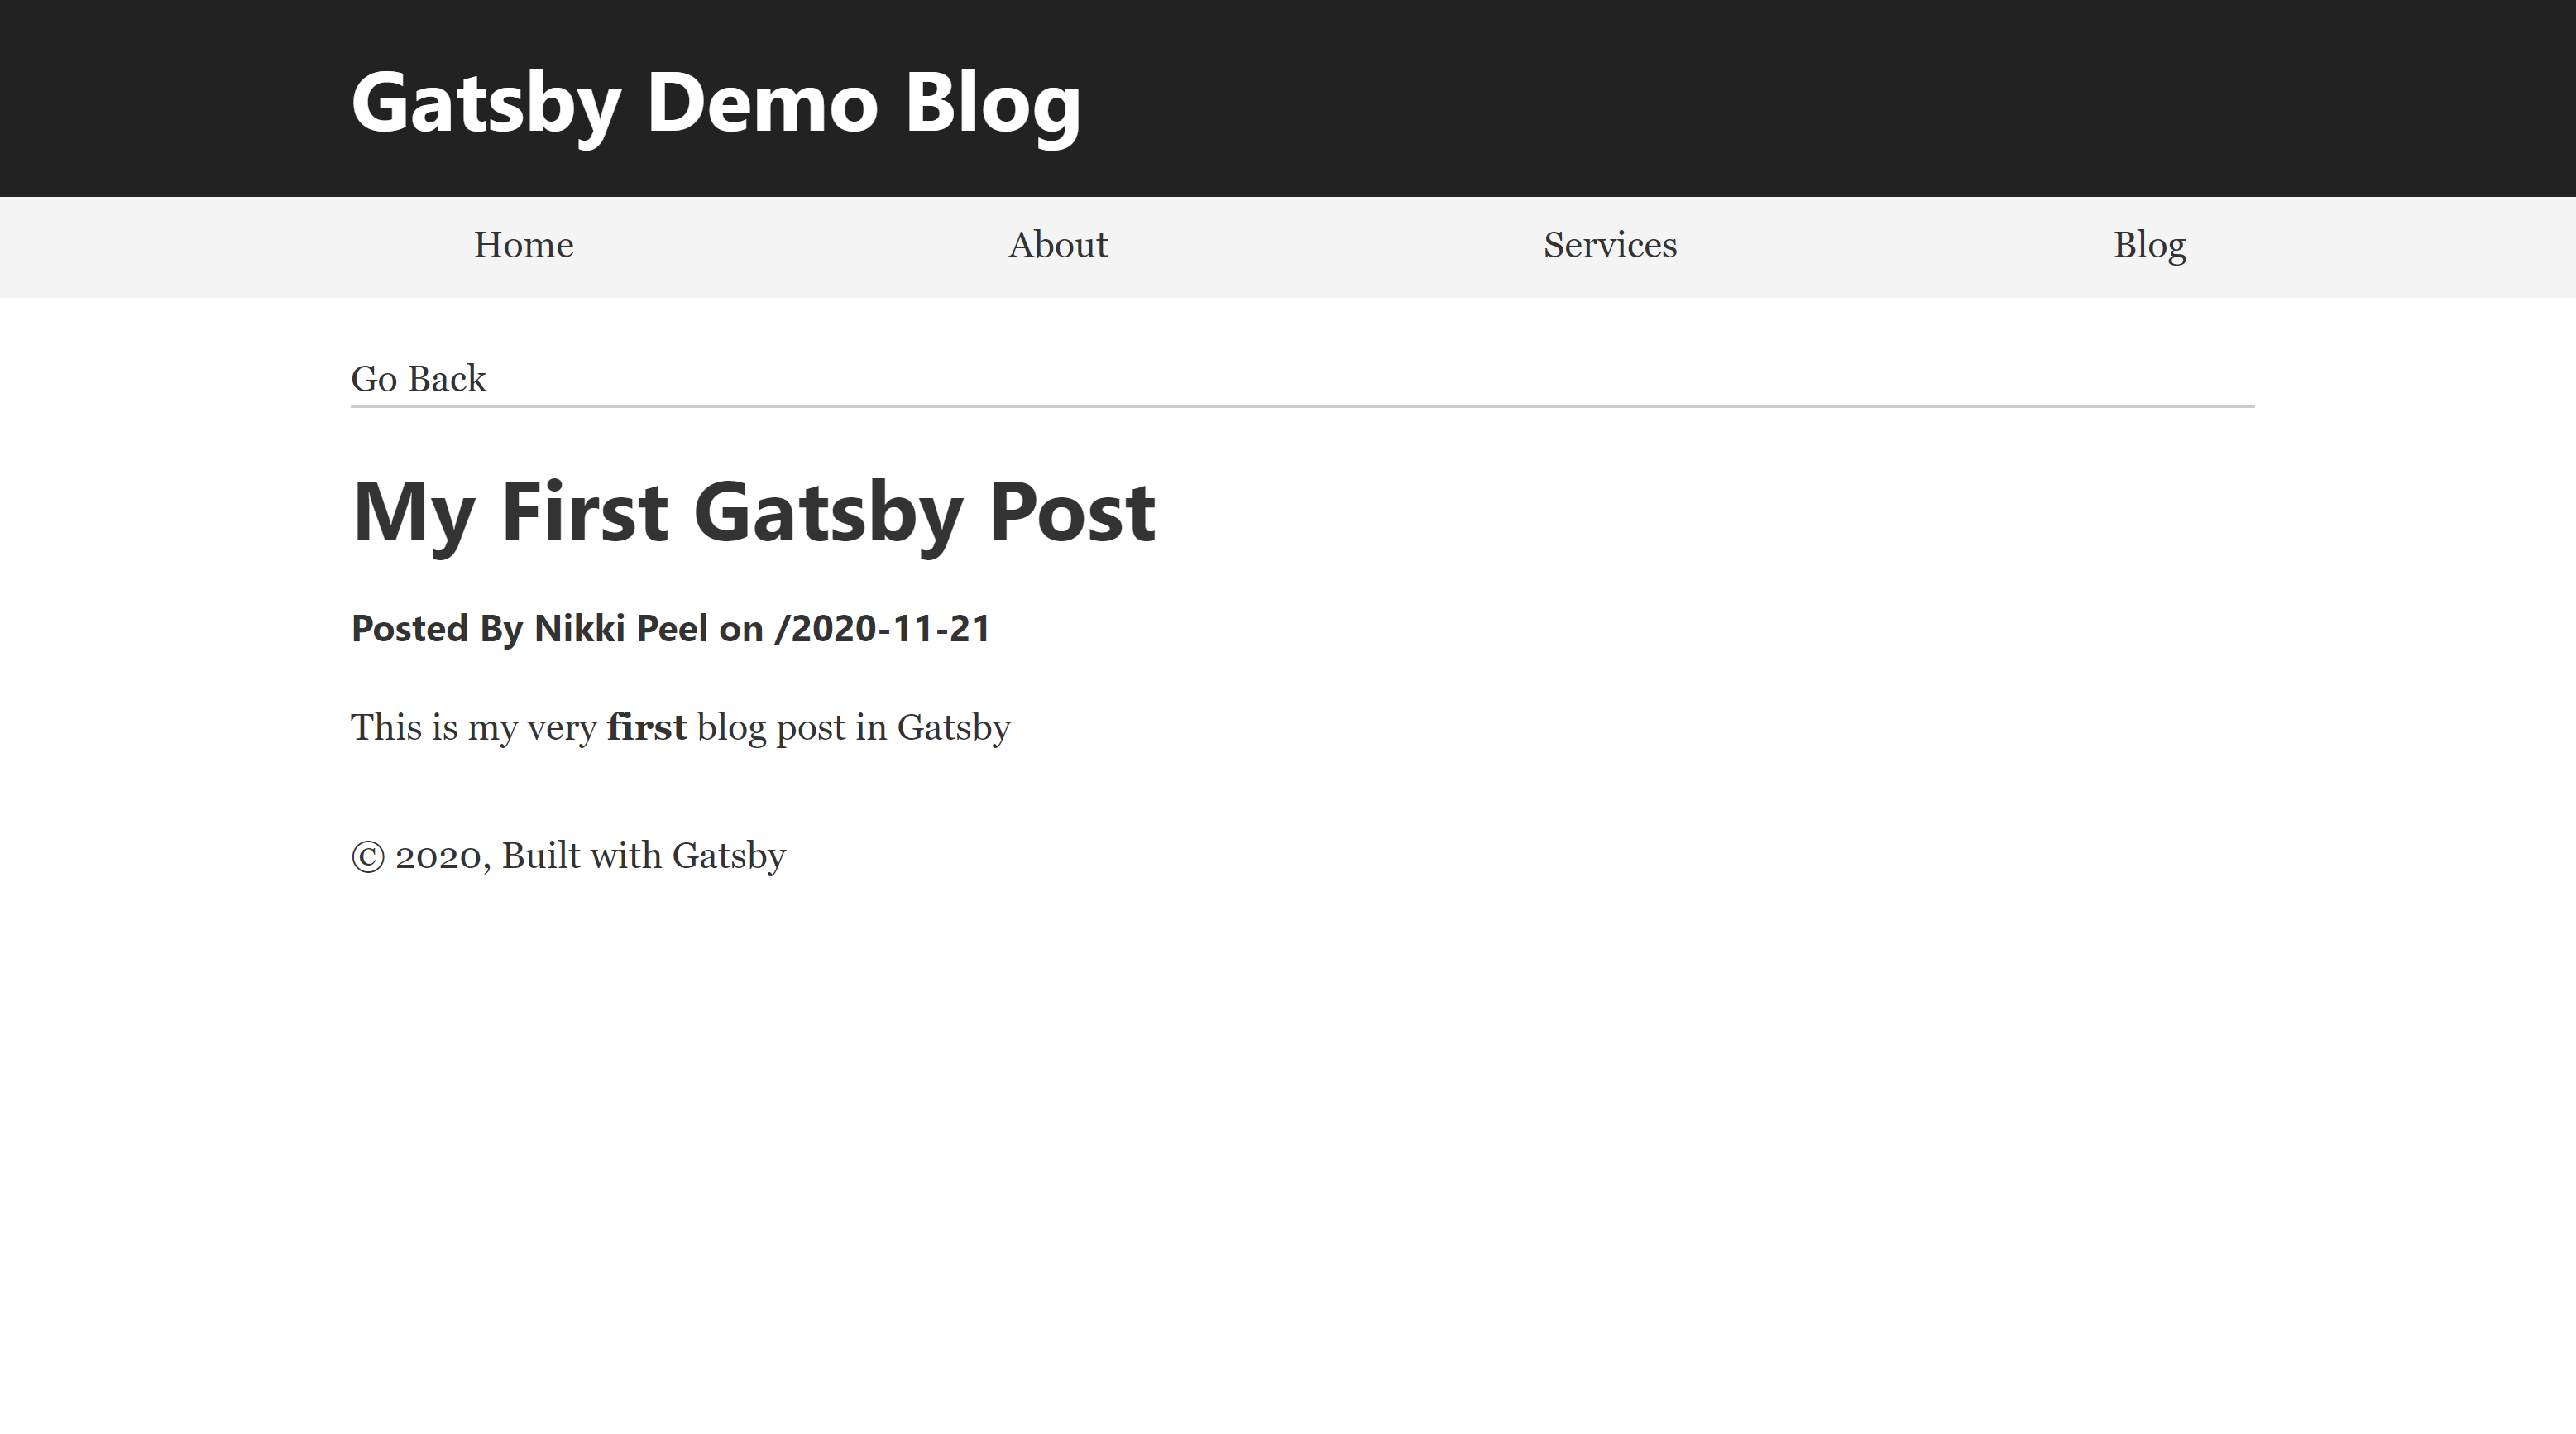 Gatsby Demo Blog
Home About Services Blog
Go Back
My First Gatsby Post
Posted By Nikki Peel on /2020-11-21
This is my very first blog post in Gatsby
© 2020, Built with Gatsby